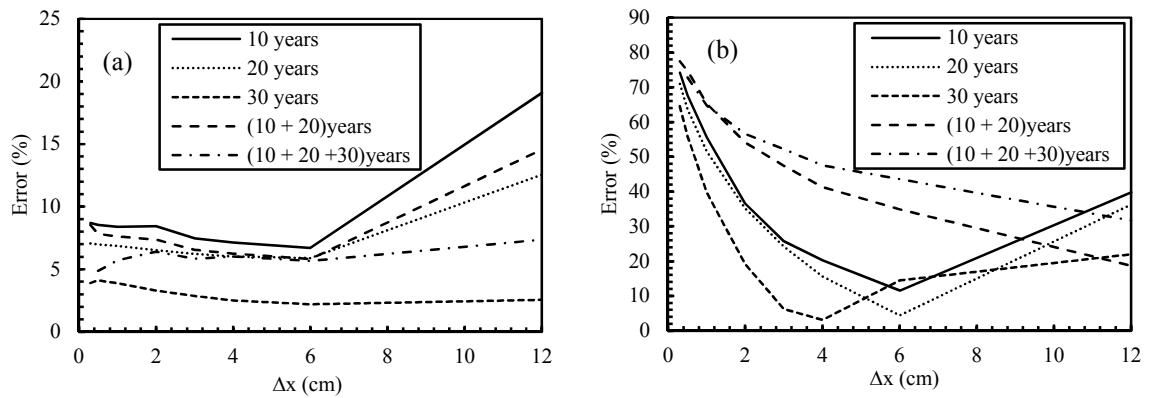 (a)
10 years
20 years
30 years
(10 + 20)years
(10 + 20 +30)years
Error (%)
25
20
15
10
5
0
0 2 4 6 8 10 12
Δx (cm)
(b)
10 years
20 years
30 years
(10 + 20)years
(10 + 20 +30)years
Error (%)
90
80
70
60
50
40
30
20
10
0
0 2 4 6 8 10 12
Δx (cm)